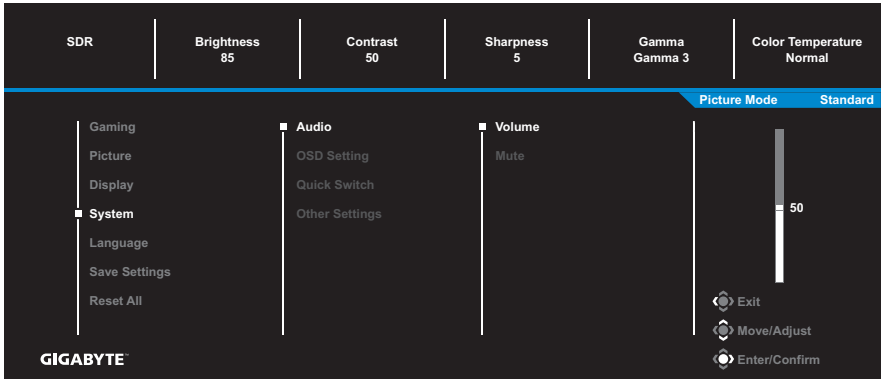 SDR
Brightness
85
Contrast
50
Sharpness
5
Gamma
Gamma 3
Color Temperature
Normal
Picture Mode Standard
Gaming
Picture
Display
System
Language
Save Settings
Reset All
Audio
OSD Setting
Quick Switch
Other Settings
Volume
Mute
50
Exit
Move/Adjust
Enter/Confirm
GIGABYTE™